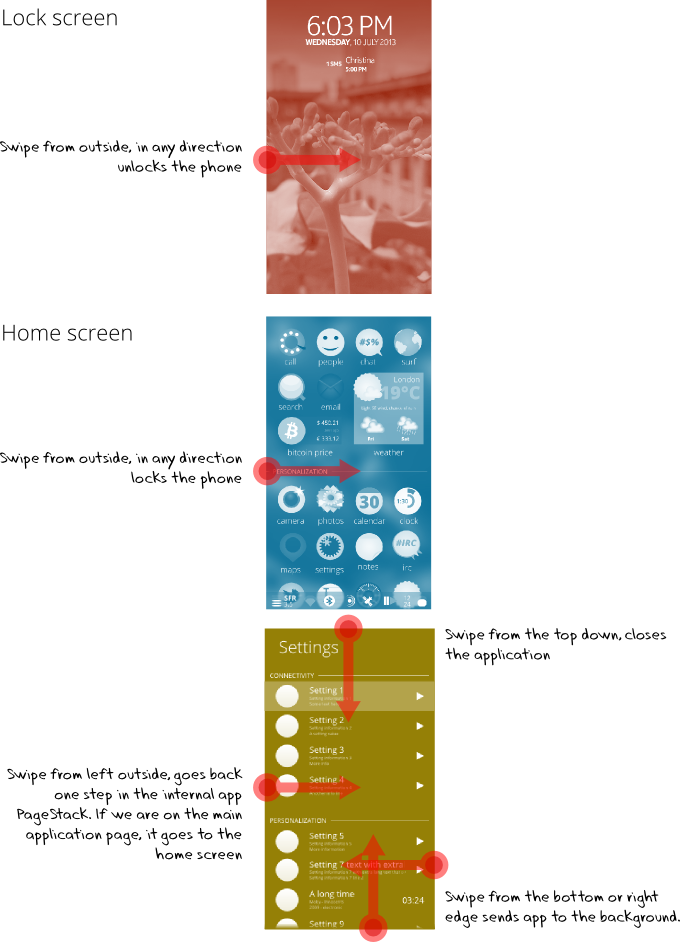 Lock screen
6:03 PM
WEDNESDAY, 10 JULY 2013
1 SMS Christina
5:00 PM
Swipe from outside, in any direction
unlocks the phone
Home screen
#$%
call people chat surf
London
19°C
search email
$ 450,21
£ 333,12
Fri Sat
bitcoin price weather
Swipe from outside, in any direction
locks the phone
PERSONALIZATION
30
1:30
camera photos calendar clock
#IRC
maps settings notes irc
SFR
Swipe from the top down, closes
the application
Settings
CONNECTIVITY
Setting 1
Setting 2
Setting 3
Setting 4
Swipe from left outside, goes back
one step in the internal app
PageStack. If we are on the main
application page, it goes to the
home screen
PERSONALIZATION
Setting 5
Setting 7 text with extra
A long time 03:24
Setting 9
Swipe from the bottom or right
edge sends app to the background.